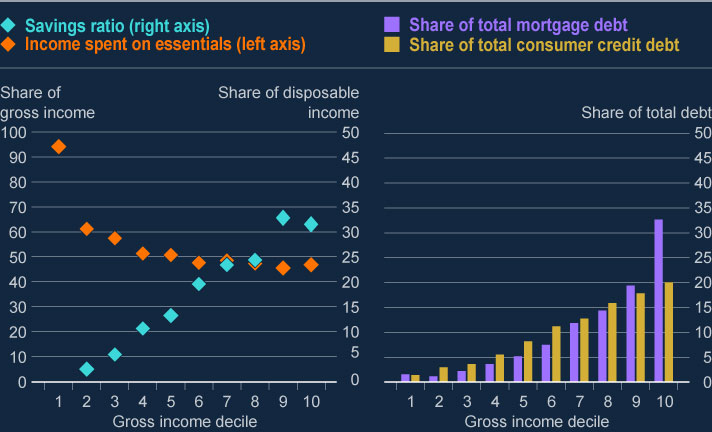 Savings ratio (right axis)
Income spent on essentials (left axis)
Share of total mortgage debt
Share of total consumer credit debt
Share of
gross income
Share of disposable
income
100
90
80
70
60
50
40
30
20
10
0
50
45
40
35
30
25
20
15
10
5
0
1 2 3 4 5 6 7 8 9 10
Gross income decile
Share of total debt
50
45
40
35
30
25
20
15
10
5
0
1 2 3 4 5 6 7 8 9 10
Gross income decile